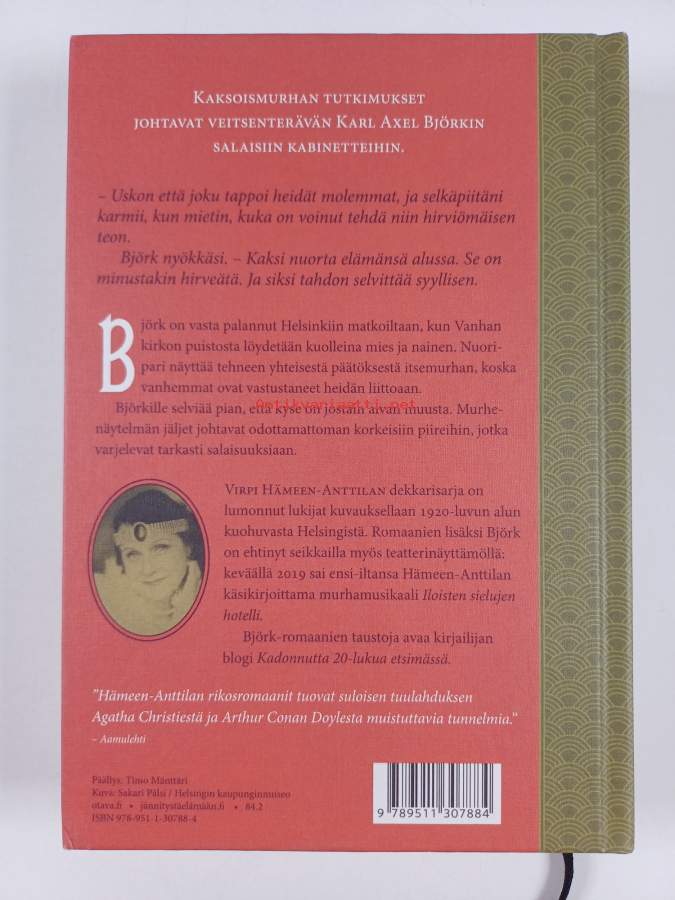 Kaksoismurhan tutkimukset
johtavat veitsenterävän Karl Axel Björkin
salaisiin kabinetteihin.
– Uskon että joku tappoi heidät molemmat, ja selkäpiitäni
karmii, kun mietin, kuka on voinut tehdä niin hirviömäisen
teon.
Björk nyökkäsi. – Kaksi nuorta elämänsä alussa. Se on
minustakin hirveätä. Ja siksi tahdon selvittää syyllisen.
Björk on vasta palannut Helsinkiin matkoiltaan, kun Vanhan
kirkon puistosta löydetään kuolleina mies ja nainen. Nuori-
pari näyttää tehneen yhteisestä päätöksestä itsemurhan, koska
vanhemmat ovat vastustaneet heidän liittoaan.
Antikvariaatti.net
Björkille selviää pian, että kyse on jostain aivan muusta. Murhe-
näytelmän jäljet johtavat odottamattoman korkeisiin piireihin, jotka
varjelevat tarkasti salaisuuksiaan.
Virpi Hämeen-Anttilan dekkarisarja on
lumonnut lukijat kuvauksellaan 1920-luvun alun
kuohuvasta Helsingistä. Romaanien lisäksi Björk
on ehtinyt seikkailla myös teatterinäyttämöllä:
keväällä 2019 sai ensi-iltansa Hämeen-Anttilan
käsikirjoittama murhamusikaali Iloisten sielujen
hotelli.
Björk-romaanien taustoja avaa kirjailijan
blogi Kadonnutta 20-lukua etsimässä.
”Hämeen-Anttilan rikosromaanit tuovat suloisen tuulahduksen
Agatha Christiestä ja Arthur Conan Doylesta muistuttavia tunnelmia.”
– Aamulehti
Päällys: Timo Mänttäri
Kuva: Sakari Pälsi / Helsingin kaupunginmuseo
otava.fi • jännitystäelämään.fi • 84.2
ISBN 978-951-1-30788-4
9 789511 307884